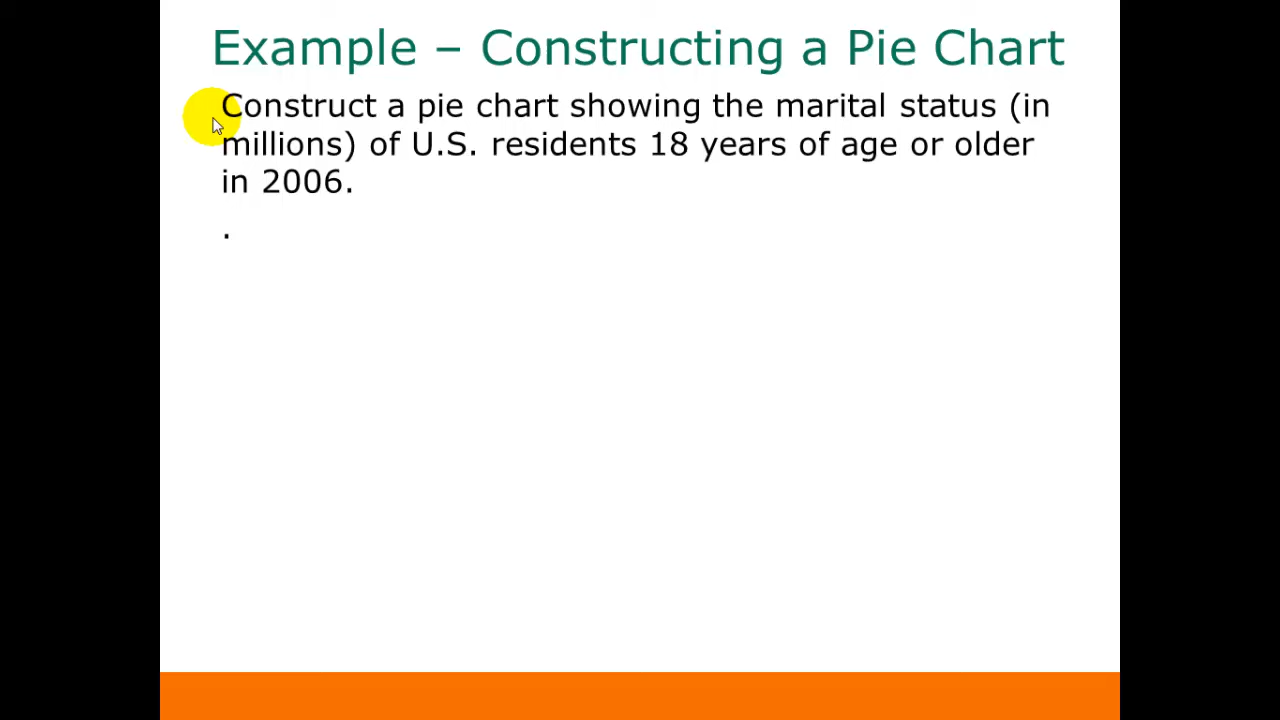 Example – Constructing a Pie Chart
Construct a pie chart showing the marital status (in
millions) of U.S. residents 18 years of age or older
in 2006.
.